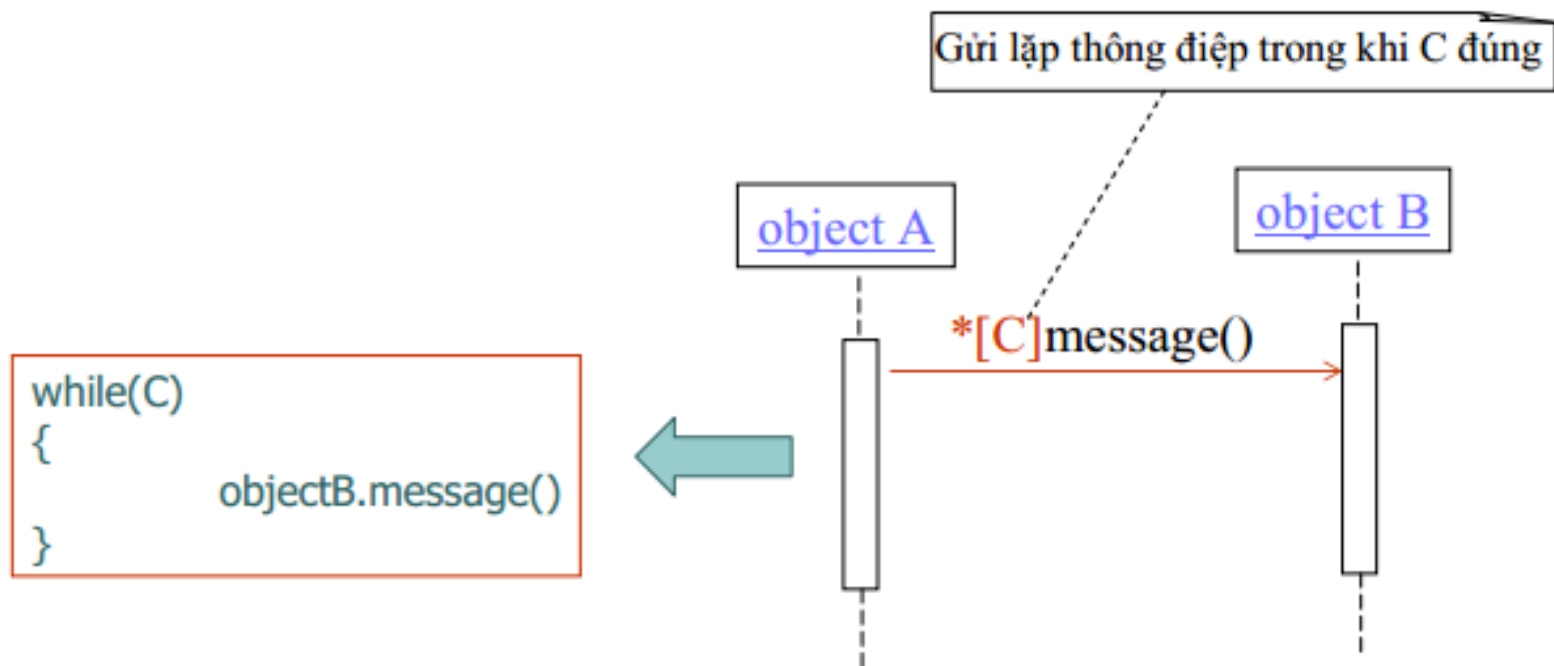 Gửi lặp thông điệp trong khi C đúng
object A
object B
*[C]message()
while(C)
{
objectB.message()
}